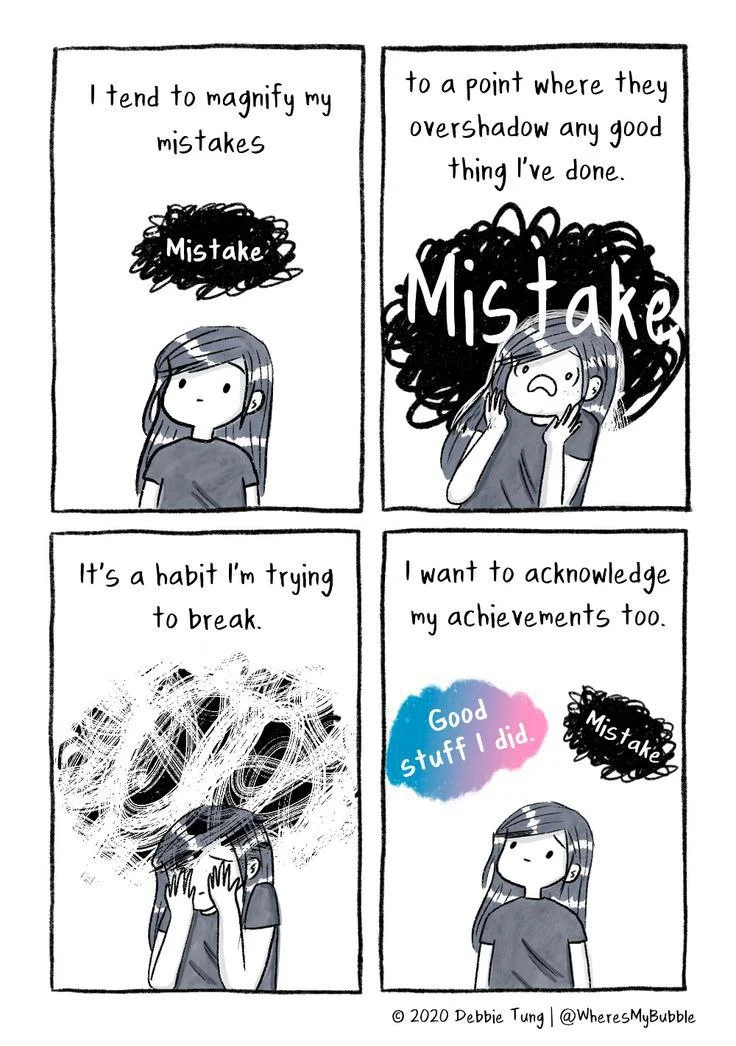 I tend to magnify my
mistakes
Mistake
to a point where they
overshadow any good
thing I've done.
Mistake
It's a habit I'm trying
to break.
I want to acknowledge
my achievements too.
Good
stuff I did.
Mistake
© 2020 Debbie Tung | @WheresMyBubble